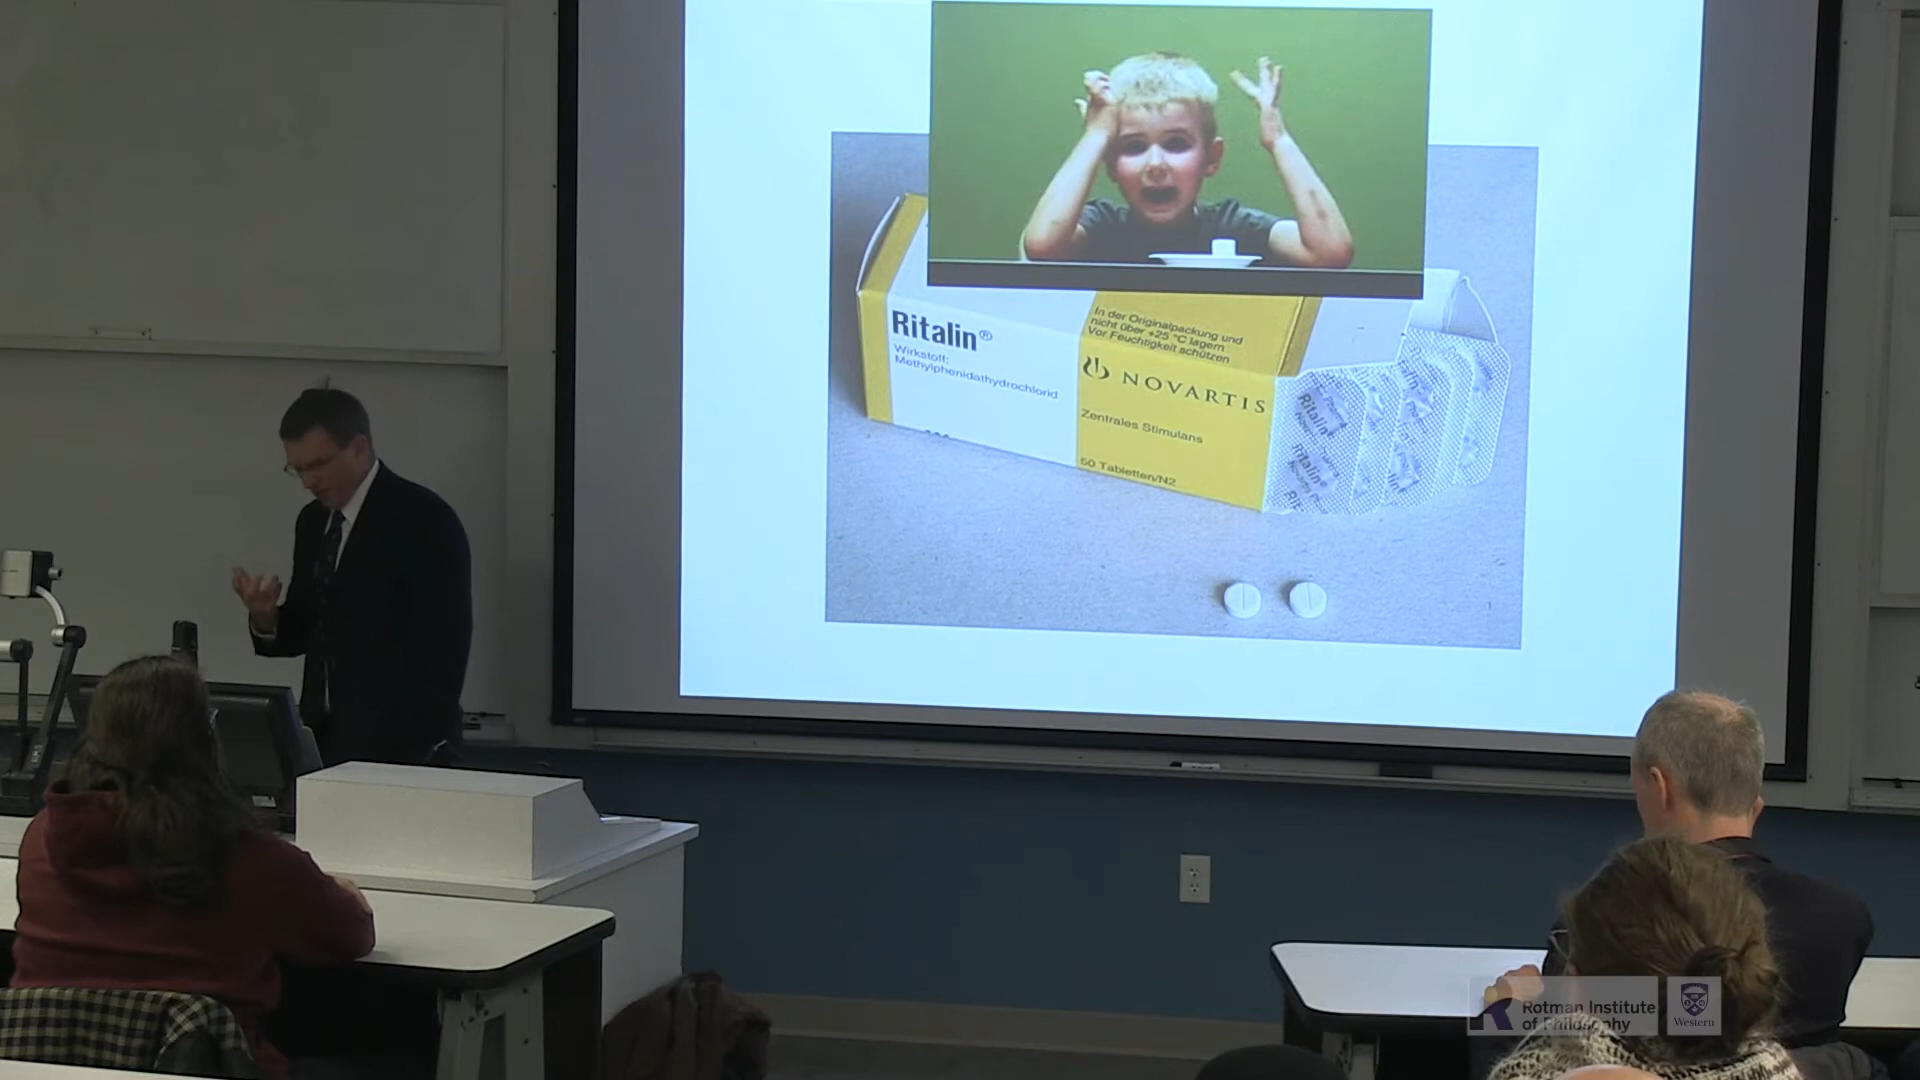 Ritalin®
Wirkstoff:
Methylphenidathydrochlorid
In der Originalpackung und
nicht über +25 °C lagern
Vor Feuchtigkeit schützen
NOVARTIS
Zentrales Stimulans
50 Tabletten/N2
Ritalin®
Ritalin®
Rotman Institute
of Philosophy
Western